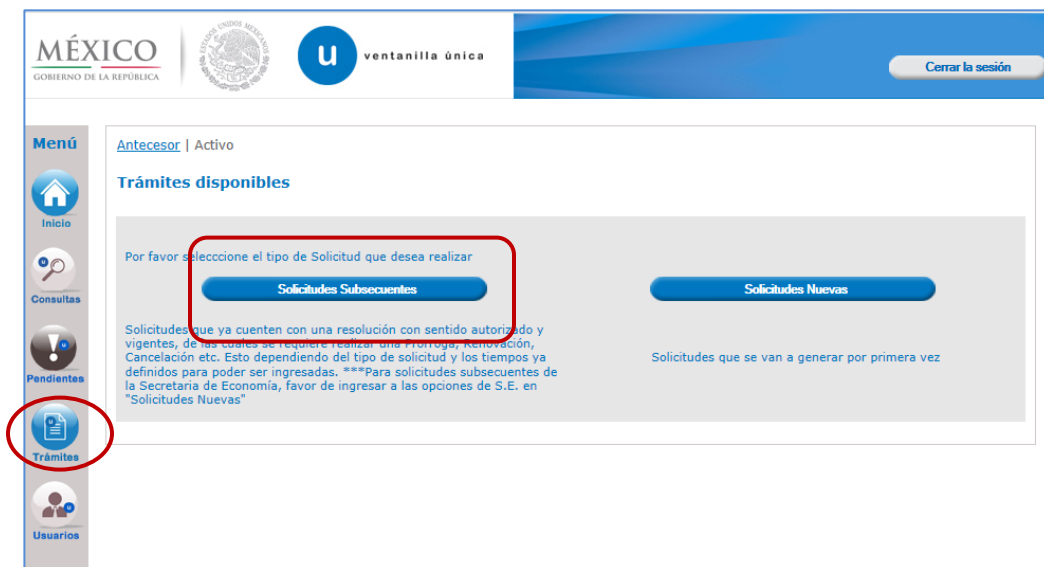 MÉXICO
GOBIERNO DE LA REPÚBLICA
ESTADOS UNIDOS MEXICANOS
u
ventanilla única
Cerrar la sesión
Menú
Inicio
Consultas
Pendientes
Trámites
Usuarios
Antecesor | Activo
Trámites disponibles
Por favor selecccione el tipo de Solicitud que desea realizar
Solicitudes Subsecuentes
Solicitudes que ya cuenten con una resolución con sentido autorizado y
vigentes, de las cuales se requiere realizar una Prorroga, Renovación,
Cancelación etc. Esto dependiendo del tipo de solicitud y los tiempos ya
definidos para poder ser ingresadas. ***Para solicitudes subsecuentes de
la Secretaria de Economía, favor de ingresar a las opciones de S.E. en
"Solicitudes Nuevas"
Solicitudes Nuevas
Solicitudes que se van a generar por primera vez